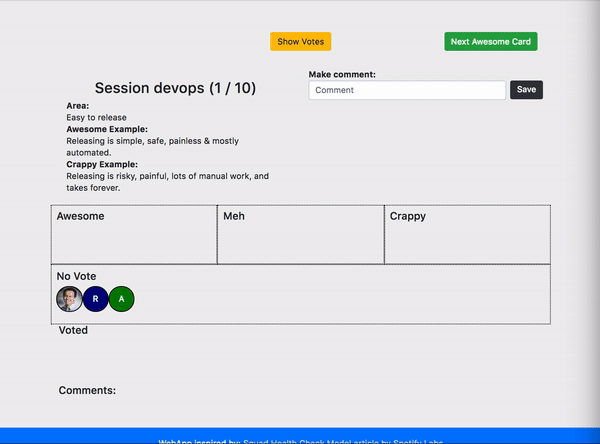 Show Votes
Next Awesome Card
Make comment:
Session devops (1 / 10)
Comment
Save
Area:
Easy to release
Awesome Example:
Releasing is simple, safe, painless & mostly
automated.
Crappy Example:
Releasing is risky, painful, lots of manual work, and
takes forever.
Awesome
Meh
Crappy
No Vote
R
A
Voted
Comments:
WebApp inspired by: Squad Health Check Model article by Spotify Labs